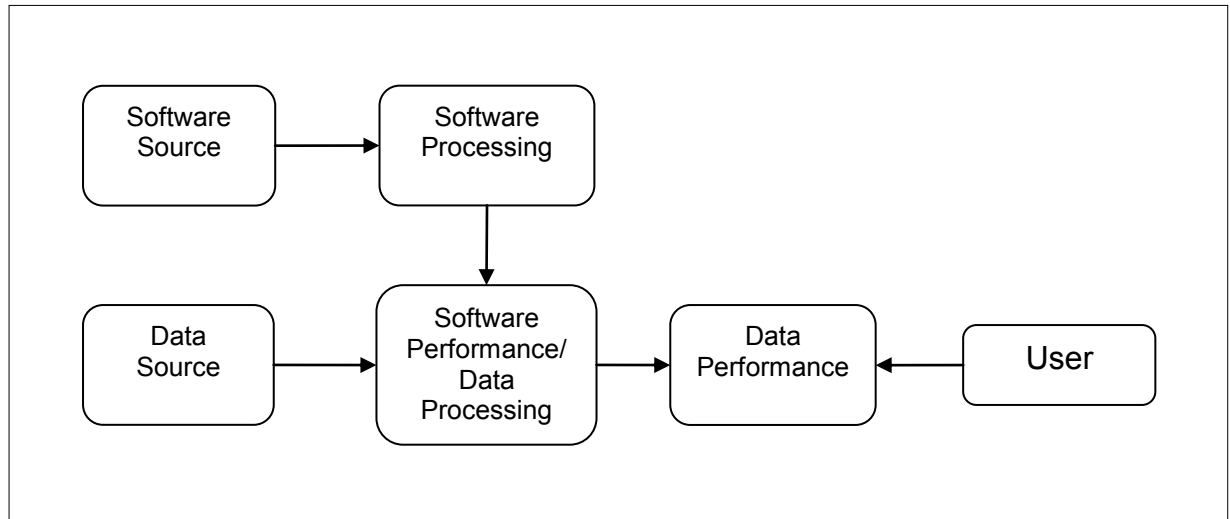 Software
Source
Software
Processing
Data
Source
Software
Performance/
Data
Processing
Data
Performance
User